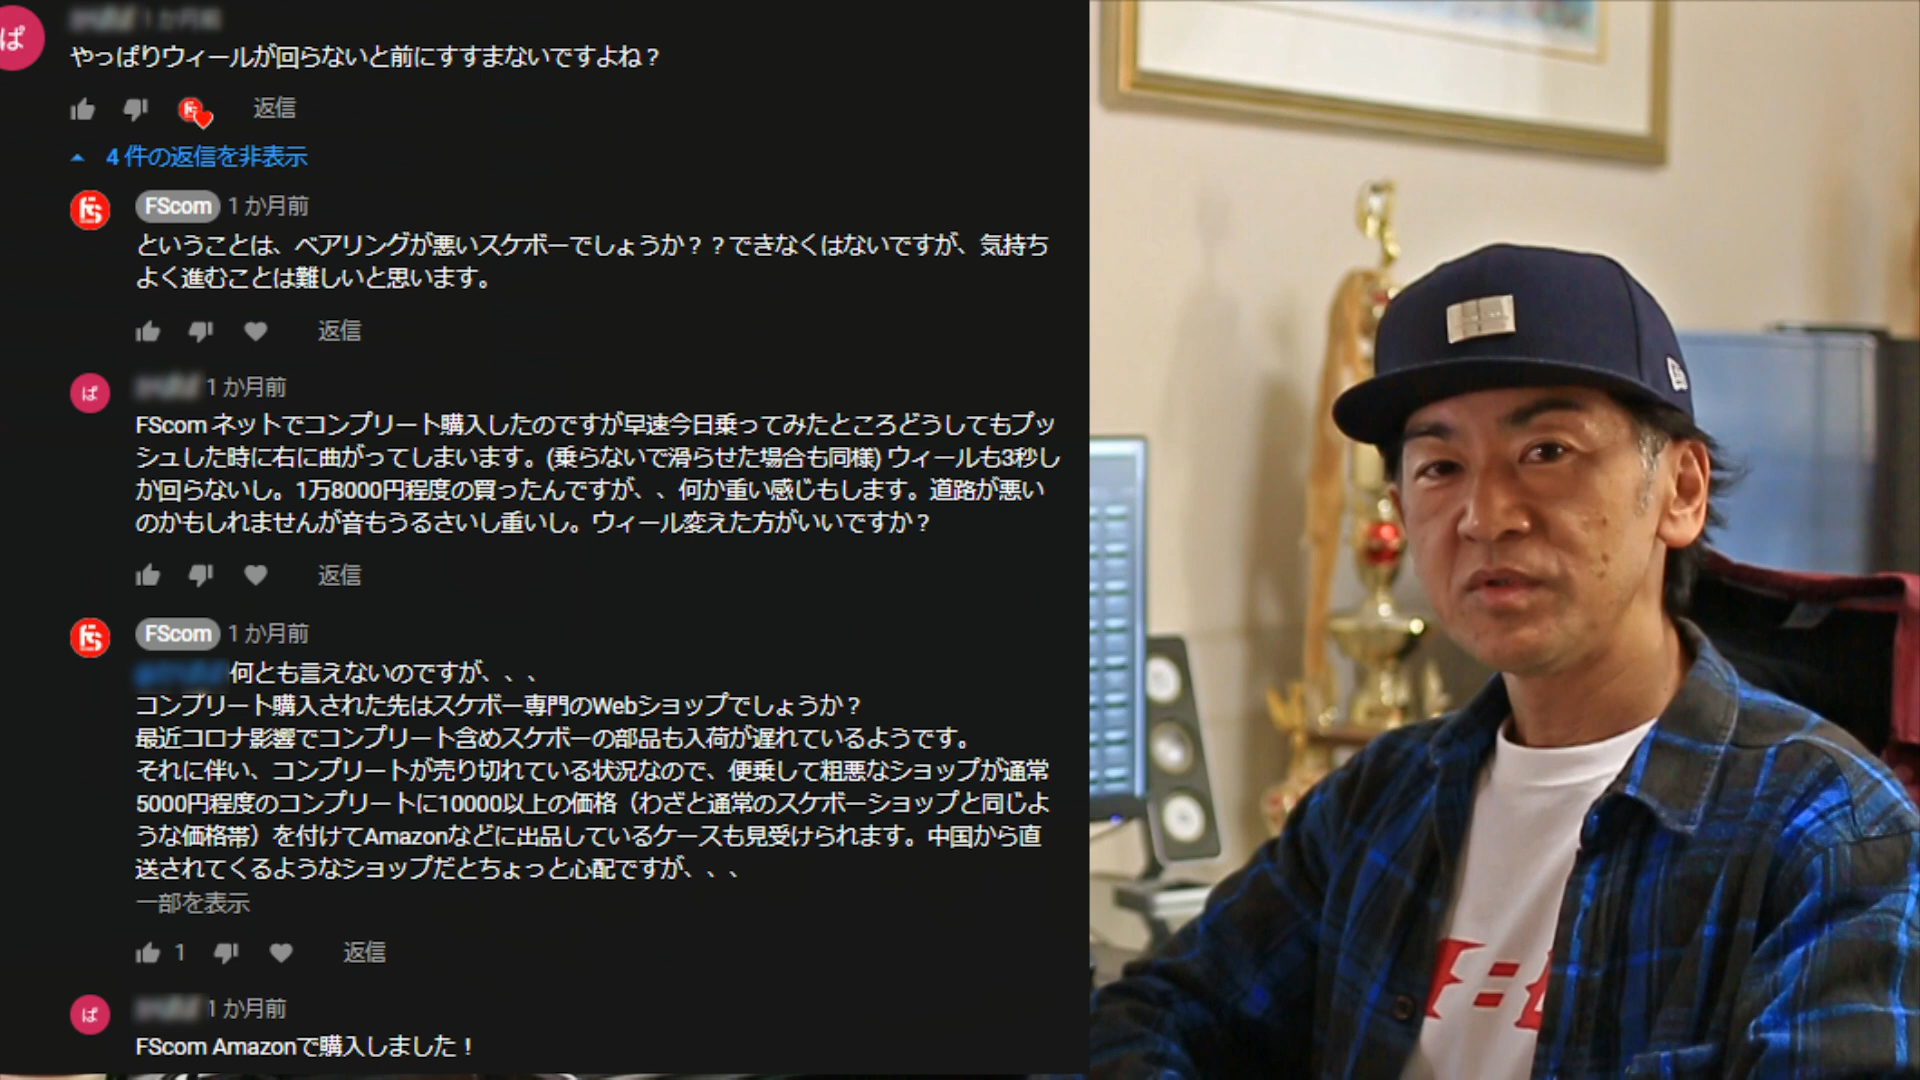 ぱ
1か月前
やっぱりウィールが回らないと前にすすまないですよね？
返信
4 件の返信を非表示
FScom 1 か月前
ということは、ベアリングが悪いスケボーでしょうか？？できなくはないですが、気持ち
よく進むことは難しいと思います。
返信
ぱ
1 か月前
FScom ネットでコンプリート購入したのですが早速今日乗ってみたところどうしてもプッ
シュした時に右に曲がってしまいます。(乗らないで滑らせた場合も同様) ウィールも3秒し
か回らないし。1万8000円程度の買ったんですが、、何か重い感じもします。道路が悪い
のかもしれませんが音もうるさいし重いし。ウィール変えた方がいいですか？
返信
FScom 1 か月前
何とも言えないのですが、、、
コンプリート購入された先はスケボー専門のWebショップでしょうか？
最近コロナ影響でコンプリート含めスケボーの部品も入荷が遅れているようです。
それに伴い、コンプリートが売り切れている状況なので、便乗して粗悪なショップが通常
5000円程度のコンプリートに10000以上の価格（わざと通常のスケボーショップと同じよ
うな価格帯）を付けてAmazonなどに出品しているケースも見受けられます。中国から直
送されてくるようなショップだとちょっと心配ですが、、、
一部を表示
1 返信
ぱ
1 か月前
FScom Amazonで購入しました！